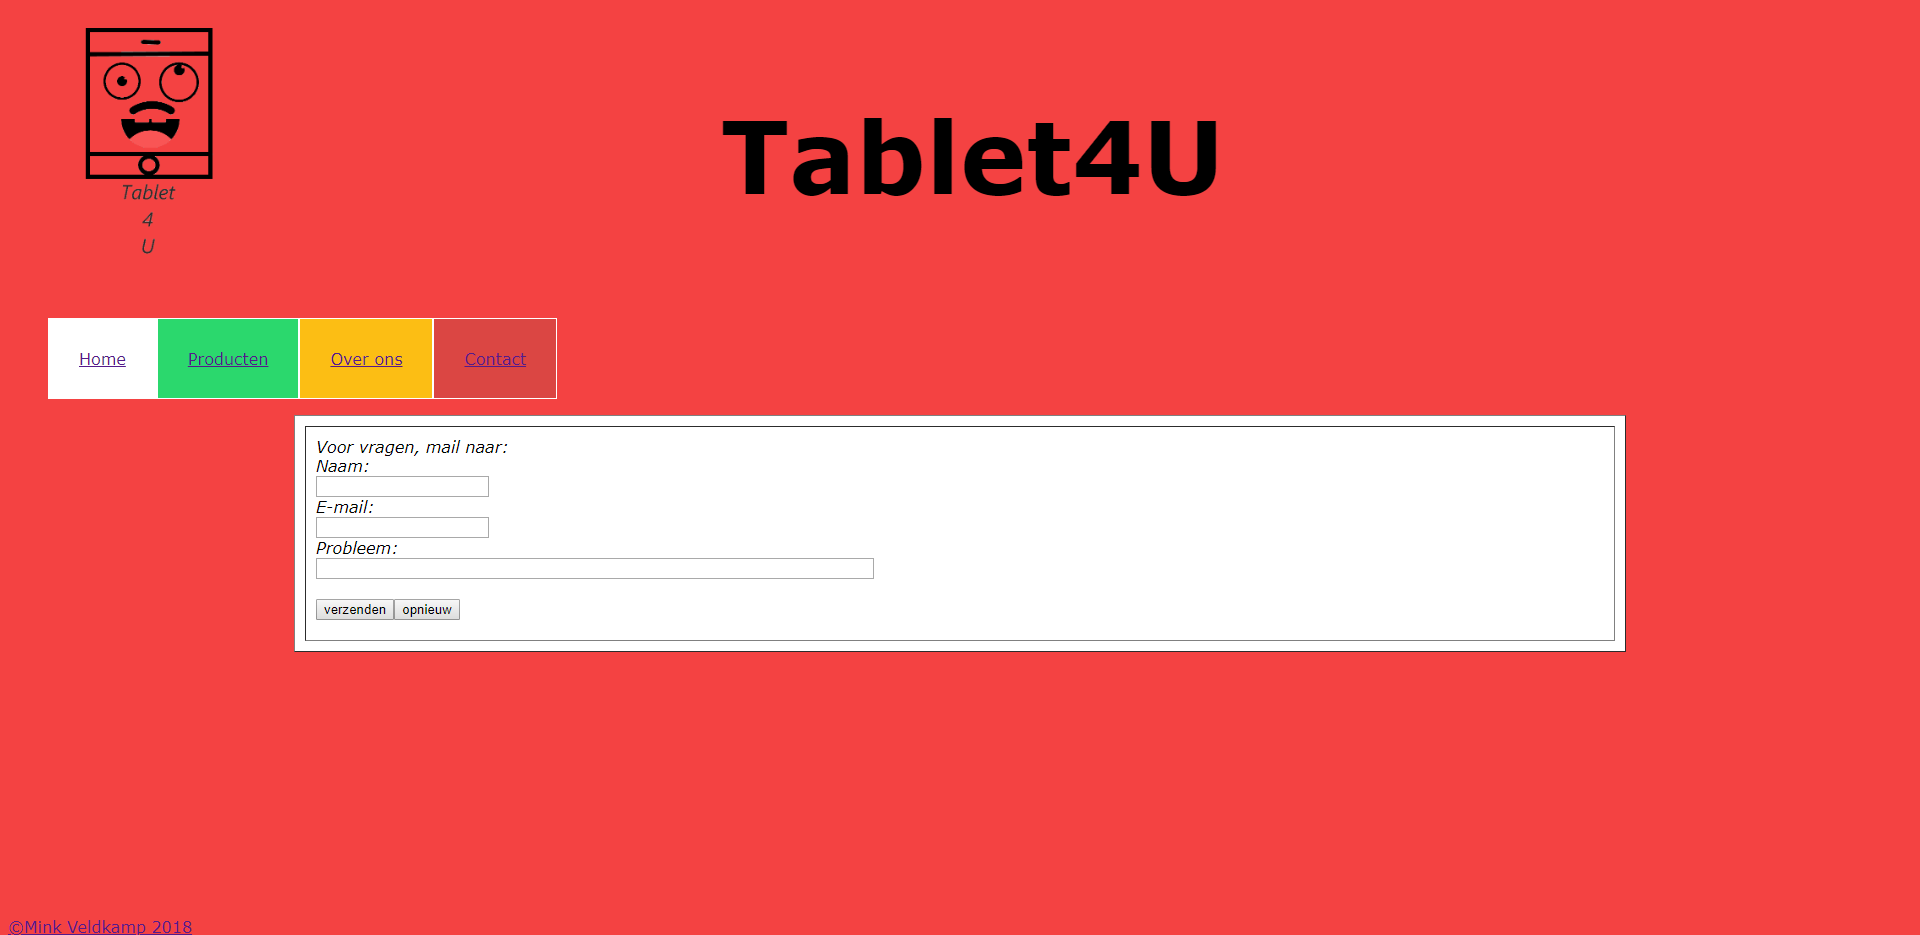 Tablet
4
U
Tablet4U
Home Producten Over ons Contact
Voor vragen, mail naar:
Naam:
E-mail:
Probleem:
verzenden opnieuw
©Mink Veldkamp 2018